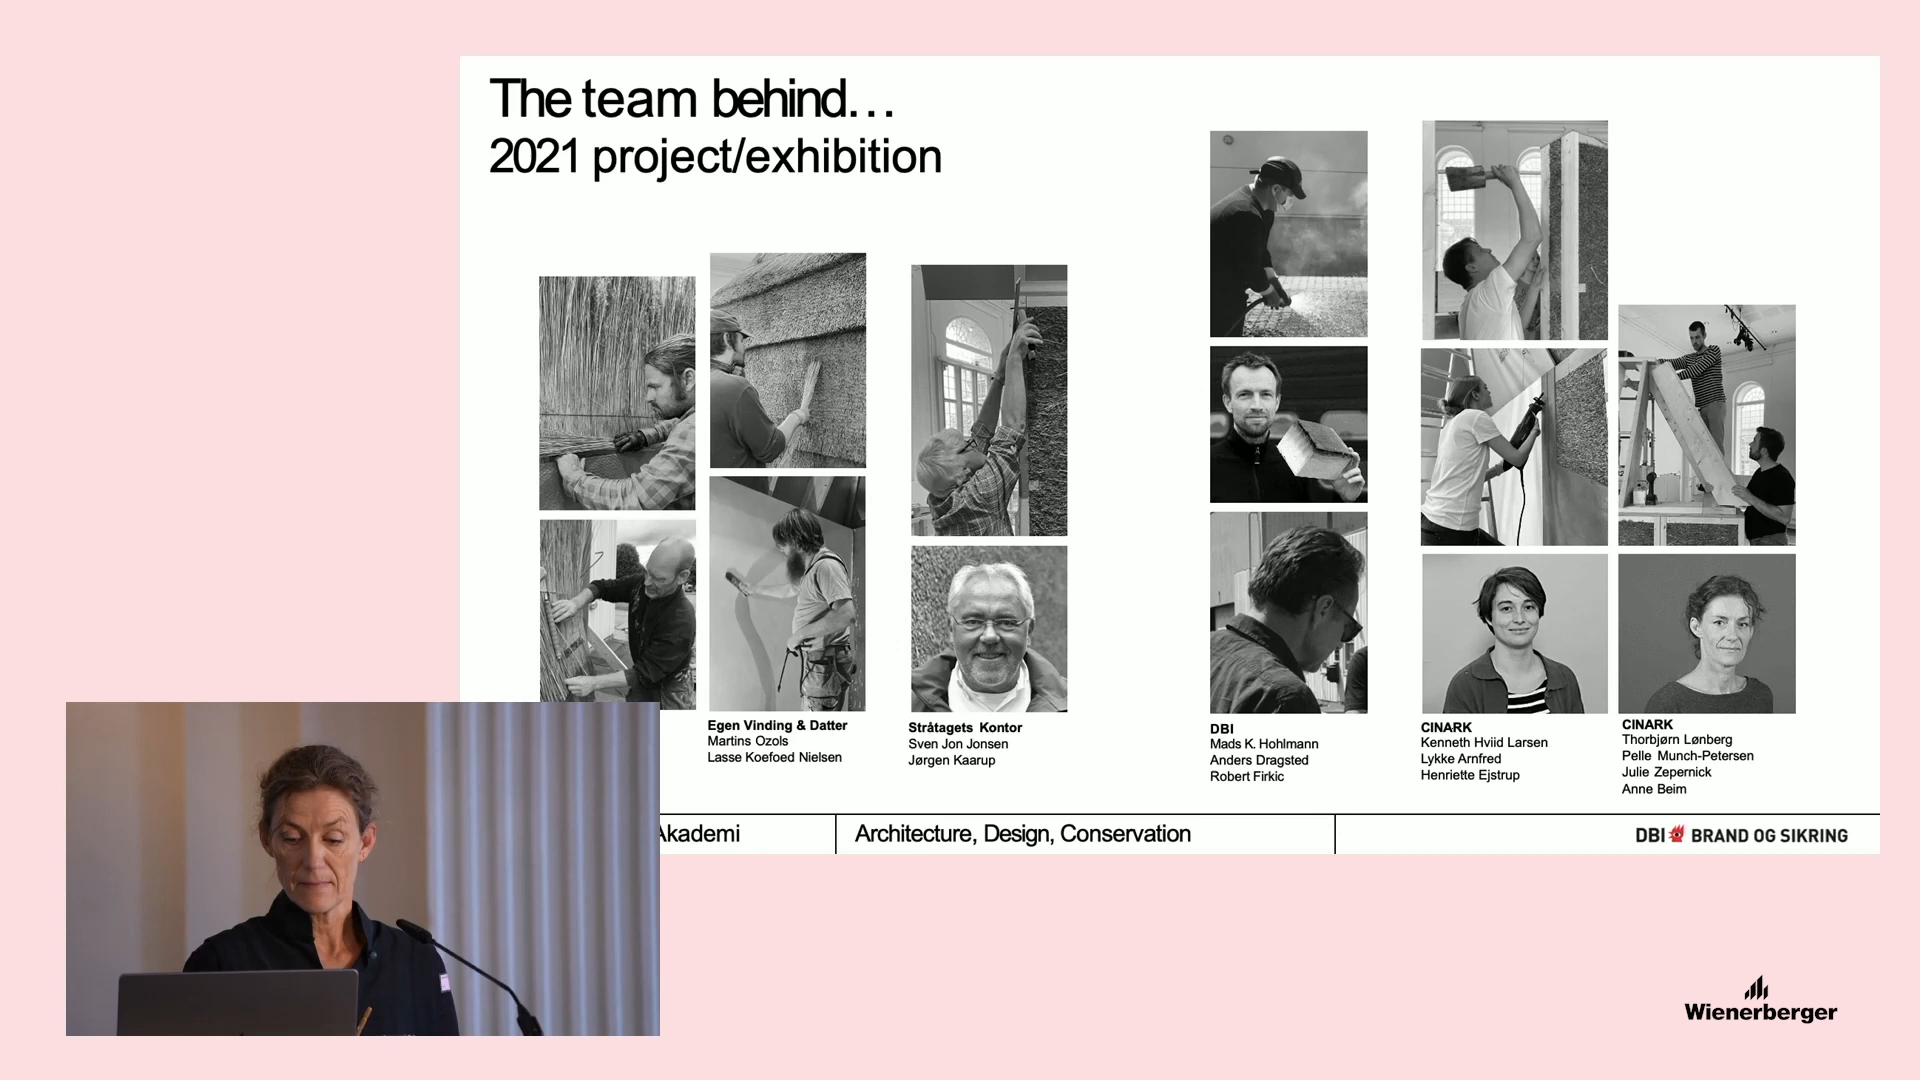 The team behind…
2021 project/exhibition
Egen Vinding & Datter
Martins Ozols
Lasse Koefoed Nielsen
Stråtagets Kontor
Sven Jon Jonsen
Jørgen Kaarup
DBI
Mads K. Hohlmann
Anders Dragsted
Robert Firkic
CINARK
Kenneth Hviid Larsen
Lykke Arnfred
Henriette Ejstrup
CINARK
Thorbjørn Lønberg
Pelle Munch-Petersen
Julie Zepernick
Anne Beim
Akademi
Architecture, Design, Conservation
DBI BRAND OG SIKRING
Wienerberger